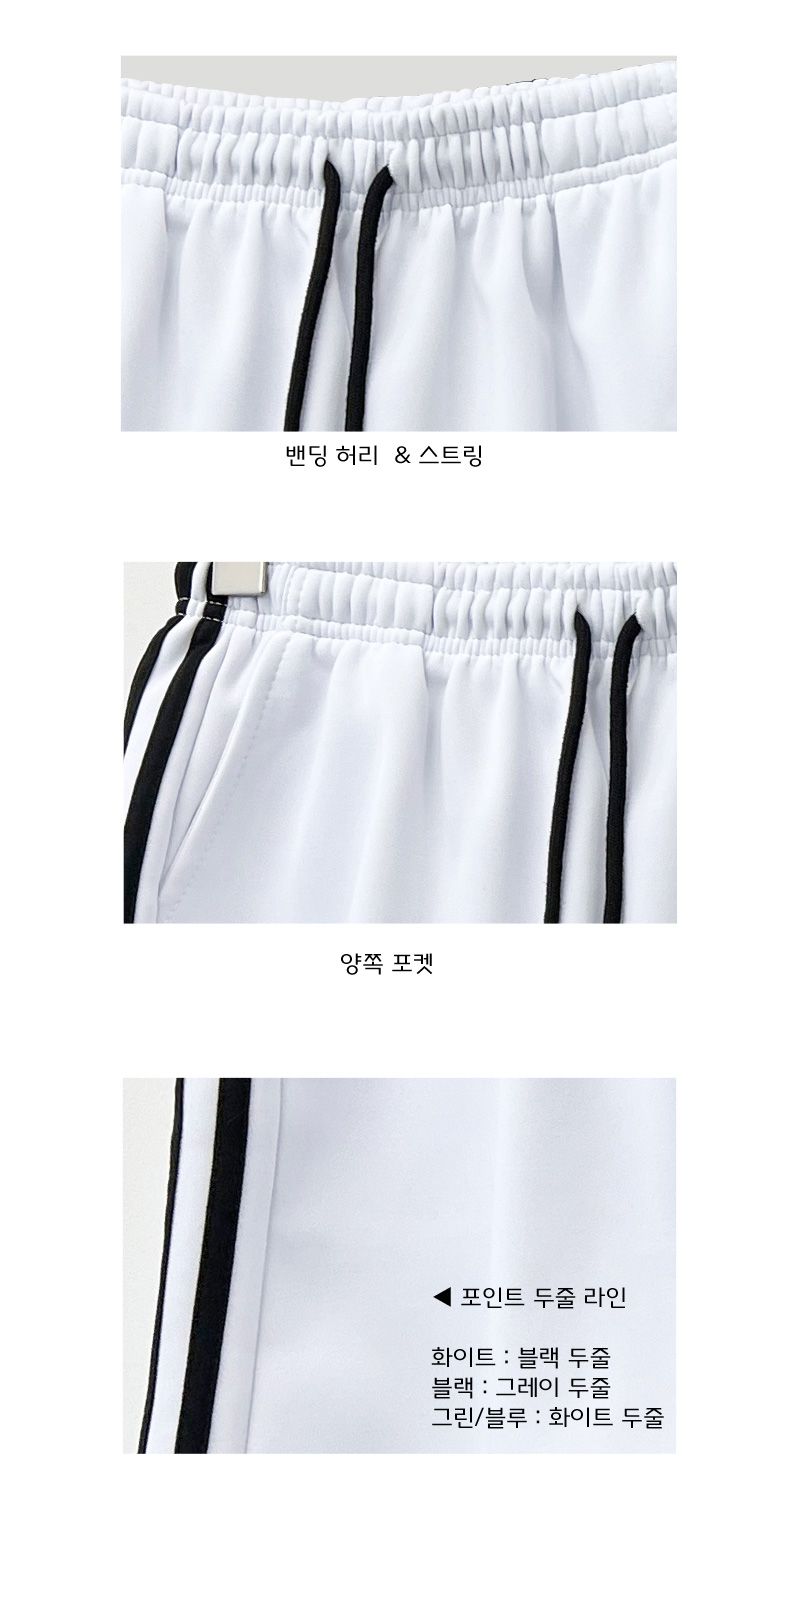 밴딩 허리 & 스트링
양쪽 포켓
◀ 포인트 두줄 라인
화이트 : 블랙 두줄
블랙 : 그레이 두줄
그린/블루 : 화이트 두줄